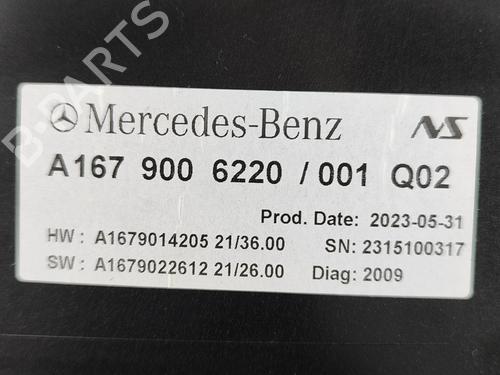 B-PARTS
Mercedes-Benz NS
A167 900 6220 / 001 Q02
Prod. Date: 2023-05-31
HW : A1679014205 21/36.00 SN: 2315100317
SW : A1679022612 21/26.00 Diag: 2009